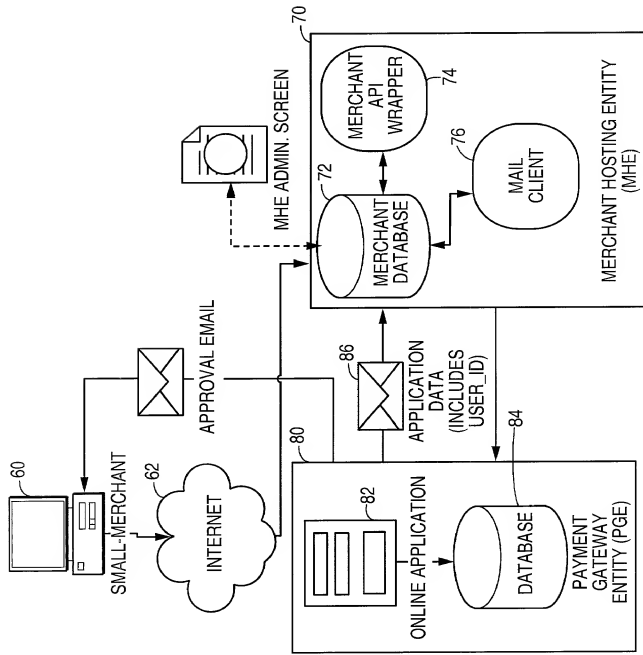 60
SMALL-MERCHANT
62
INTERNET
APPROVAL EMAIL
MHE ADMIN. SCREEN
80
82
ONLINE APPLICATION
84
DATABASE
PAYMENT
GATEWAY
ENTITY (PGE)
86
APPLICATION
DATA
(INCLUDES
USER_ID)
70
72
MERCHANT
DATABASE
MERCHANT
API
WRAPPER
74
76
MAIL
CLIENT
MERCHANT HOSTING ENTITY
(MHE)